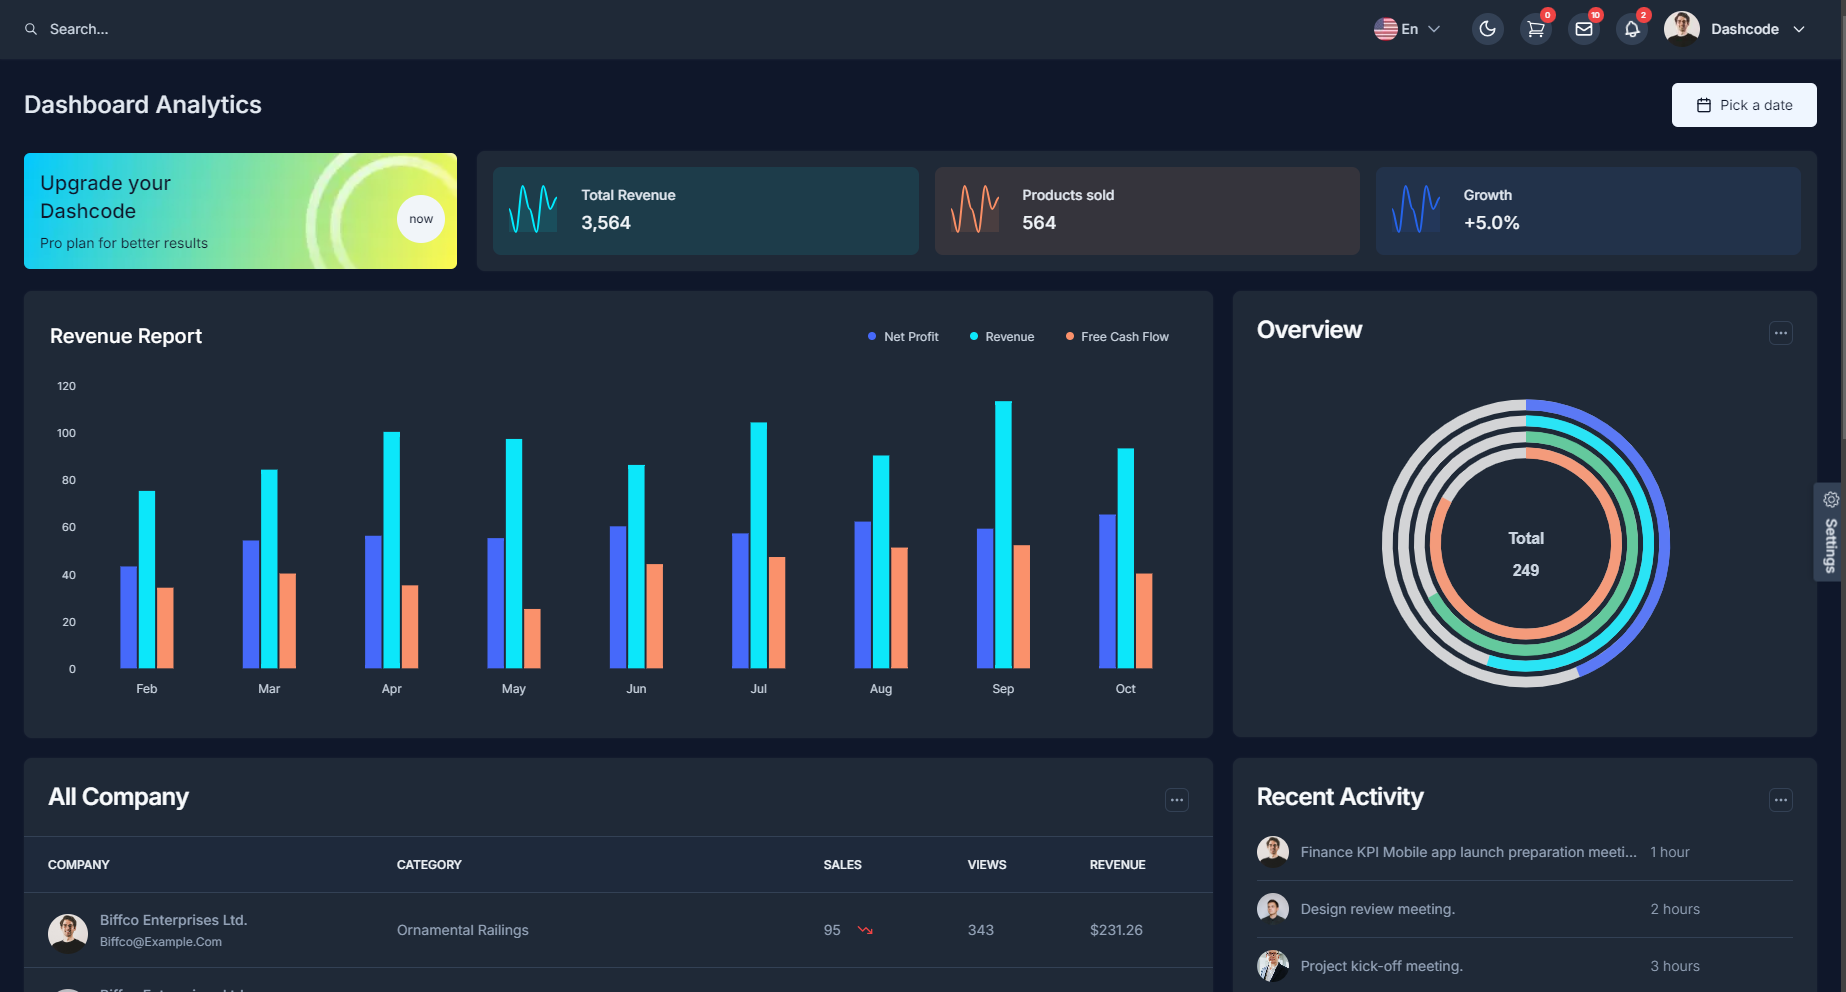 Search...
En
0
10
2
Dashcode
Dashboard Analytics
Pick a date
Upgrade your
Dashcode
Pro plan for better results
now
Total Revenue
3,564
Products sold
564
Growth
+5.0%
Revenue Report
Net Profit
Revenue
Free Cash Flow
120
100
80
60
40
20
0
Feb
Mar
Apr
May
Jun
Jul
Aug
Sep
Oct
Overview
Total
249
Settings
All Company
COMPANY
CATEGORY
SALES
VIEWS
REVENUE
Biffco Enterprises Ltd.
Biffco@Example.Com
Ornamental Railings
95
343
$231.26
Recent Activity
Finance KPI Mobile app launch preparation meeti...
1 hour
Design review meeting.
2 hours
Project kick-off meeting.
3 hours